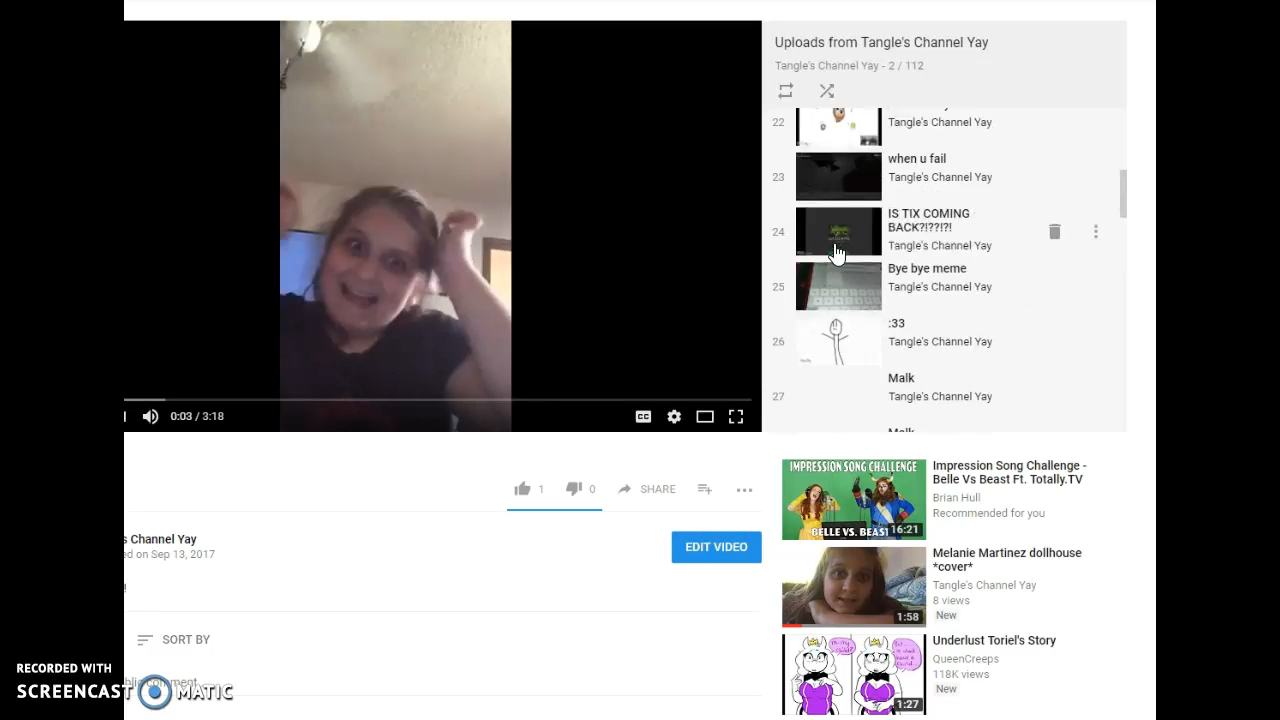 Uploads from Tangle's Channel Yay
Tangle's Channel Yay - 2 / 112
22
Tangle's Channel Yay
23
when u fail
Tangle's Channel Yay
24
IS TIX COMING
BACK?!??!?!
Tangle's Channel Yay
25
Bye bye meme
Tangle's Channel Yay
26
:33
Tangle's Channel Yay
27
Malk
Tangle's Channel Yay
0:03 / 3:18
CC
1
0
SHARE
s Channel Yay
ed on Sep 13, 2017
EDIT VIDEO
!
SORT BY
blic comment...
IMPRESSION SONG CHALLENGE
BELLE VS. BEAST
16:21
Impression Song Challenge -
Belle Vs Beast Ft. Totally.TV
Brian Hull
Recommended for you
1:58
Melanie Martinez dollhouse
*cover*
Tangle's Channel Yay
8 views
New
1:27
Underlust Toriel's Story
QueenCreeps
118K views
New
RECORDED WITH
SCREENCAST MATIC